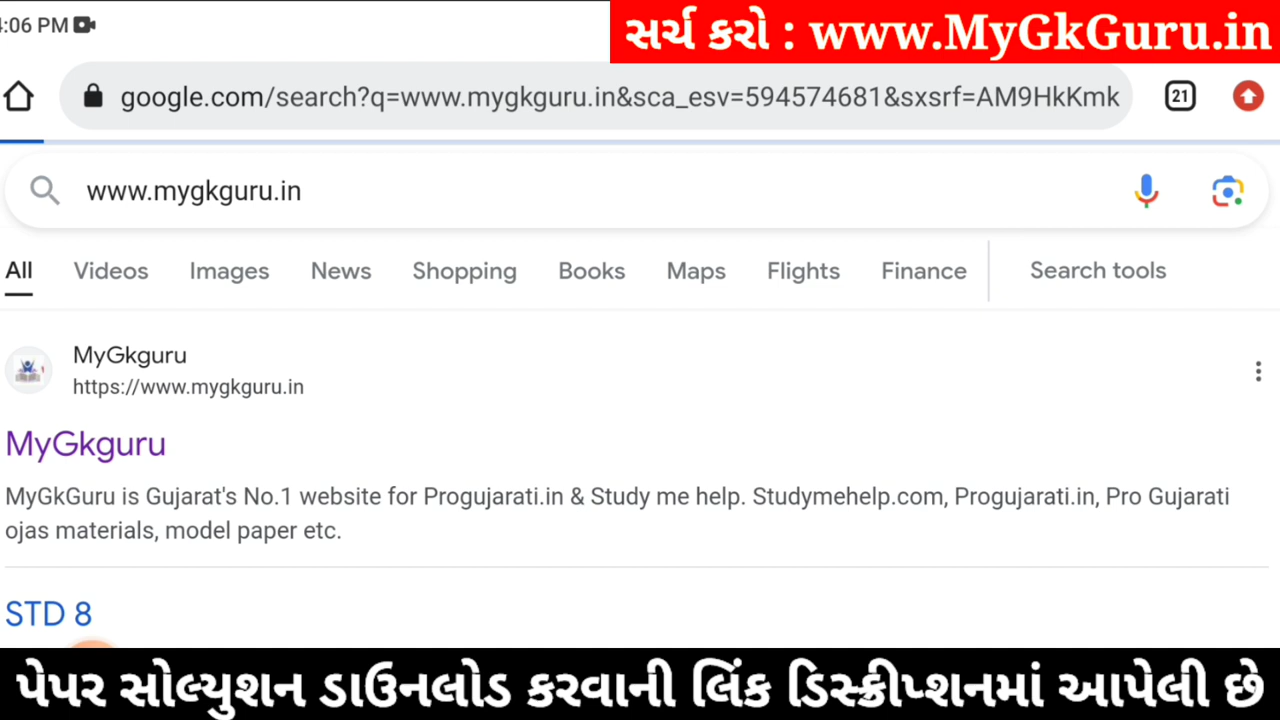 :06 PM
સર્ચ કરો : www.MyGkGuru.in
google.com/search?q=www.mygkguru.in&sca_esv=594574681&sxsrf=AM9HkKmk
21
www.mygkguru.in
All Videos Images News Shopping Books Maps Flights Finance Search tools
MyGkguru
https://www.mygkguru.in
MyGkguru
MyGkGuru is Gujarat's No.1 website for Progujarati.in & Study me help. Studymehelp.com, Progujarati.in, Pro Gujarati
ojas materials, model paper etc.
STD 8
પેપર સોલ્યુશન ડાઉનલોડ કરવાની લિંક ડિસ્ક્રીપ્શનમાં આપેલી છે